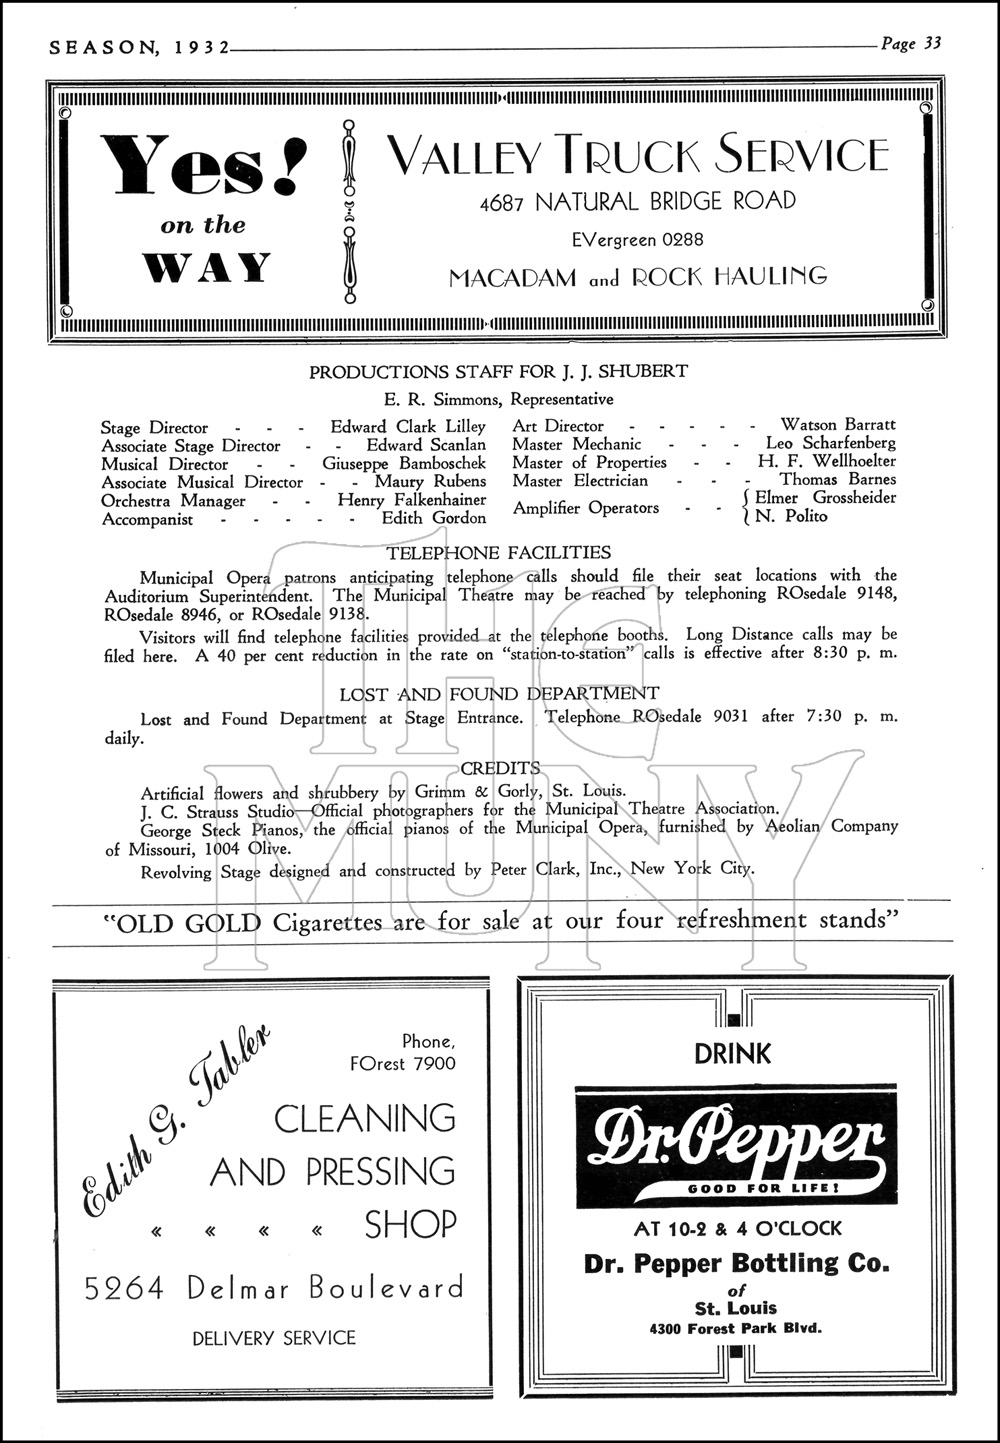 SEASON, 1932
Page 33
Yes!
on the
WAY
VALLEY TRUCK SERVICE
4687 NATURAL BRIDGE ROAD
EVergreen 0288
MACADAM and ROCK HAULING
PRODUCTIONS STAFF FOR J. J. SHUBERT
E. R. Simmons, Representative
Stage Director - - - Edward Clark Lilley
Associate Stage Director - - Edward Scanlan
Musical Director - - Giuseppe Bamboschek
Associate Musical Director - - Maury Rubens
Orchestra Manager - - Henry Falkenhainer
Accompanist - - - - - Edith Gordon
Art Director - - - - - Watson Barratt
Master Mechanic - - - Leo Scharfenberg
Master of Properties - - H. F. Wellhoelter
Master Electrician - - - Thomas Barnes
Amplifier Operators - - { Elmer Grossheider
N. Polito
TELEPHONE FACILITIES
Municipal Opera patrons anticipating telephone calls should file their seat locations with the
Auditorium Superintendent. The Municipal Theatre may be reached by telephoning ROsedale 9148,
ROsedale 8946, or ROsedale 9138.
Visitors will find telephone facilities provided at the telephone booths. Long Distance calls may be
filed here. A 40 per cent reduction in the rate on "station-to-station" calls is effective after 8:30 p. m.
LOST AND FOUND DEPARTMENT
Lost and Found Department at Stage Entrance. Telephone ROsedale 9031 after 7:30 p. m.
daily.
CREDITS
Artificial flowers and shrubbery by Grimm & Gorly, St. Louis.
J. C. Strauss Studio—Official photographers for the Municipal Theatre Association.
George Steck Pianos, the official pianos of the Municipal Opera, furnished by Aeolian Company
of Missouri, 1004 Olive.
Revolving Stage designed and constructed by Peter Clark, Inc., New York City.
THE
MUNY
"OLD GOLD Cigarettes are for sale at our four refreshment stands"
Edith G. Tabler
Phone,
FOrest 7900
CLEANING
AND PRESSING
« « « « SHOP
5264 Delmar Boulevard
DELIVERY SERVICE
DRINK
Dr. Pepper
GOOD FOR LIFE!
AT 10-2 & 4 O'CLOCK
Dr. Pepper Bottling Co.
of
St. Louis
4300 Forest Park Blvd.